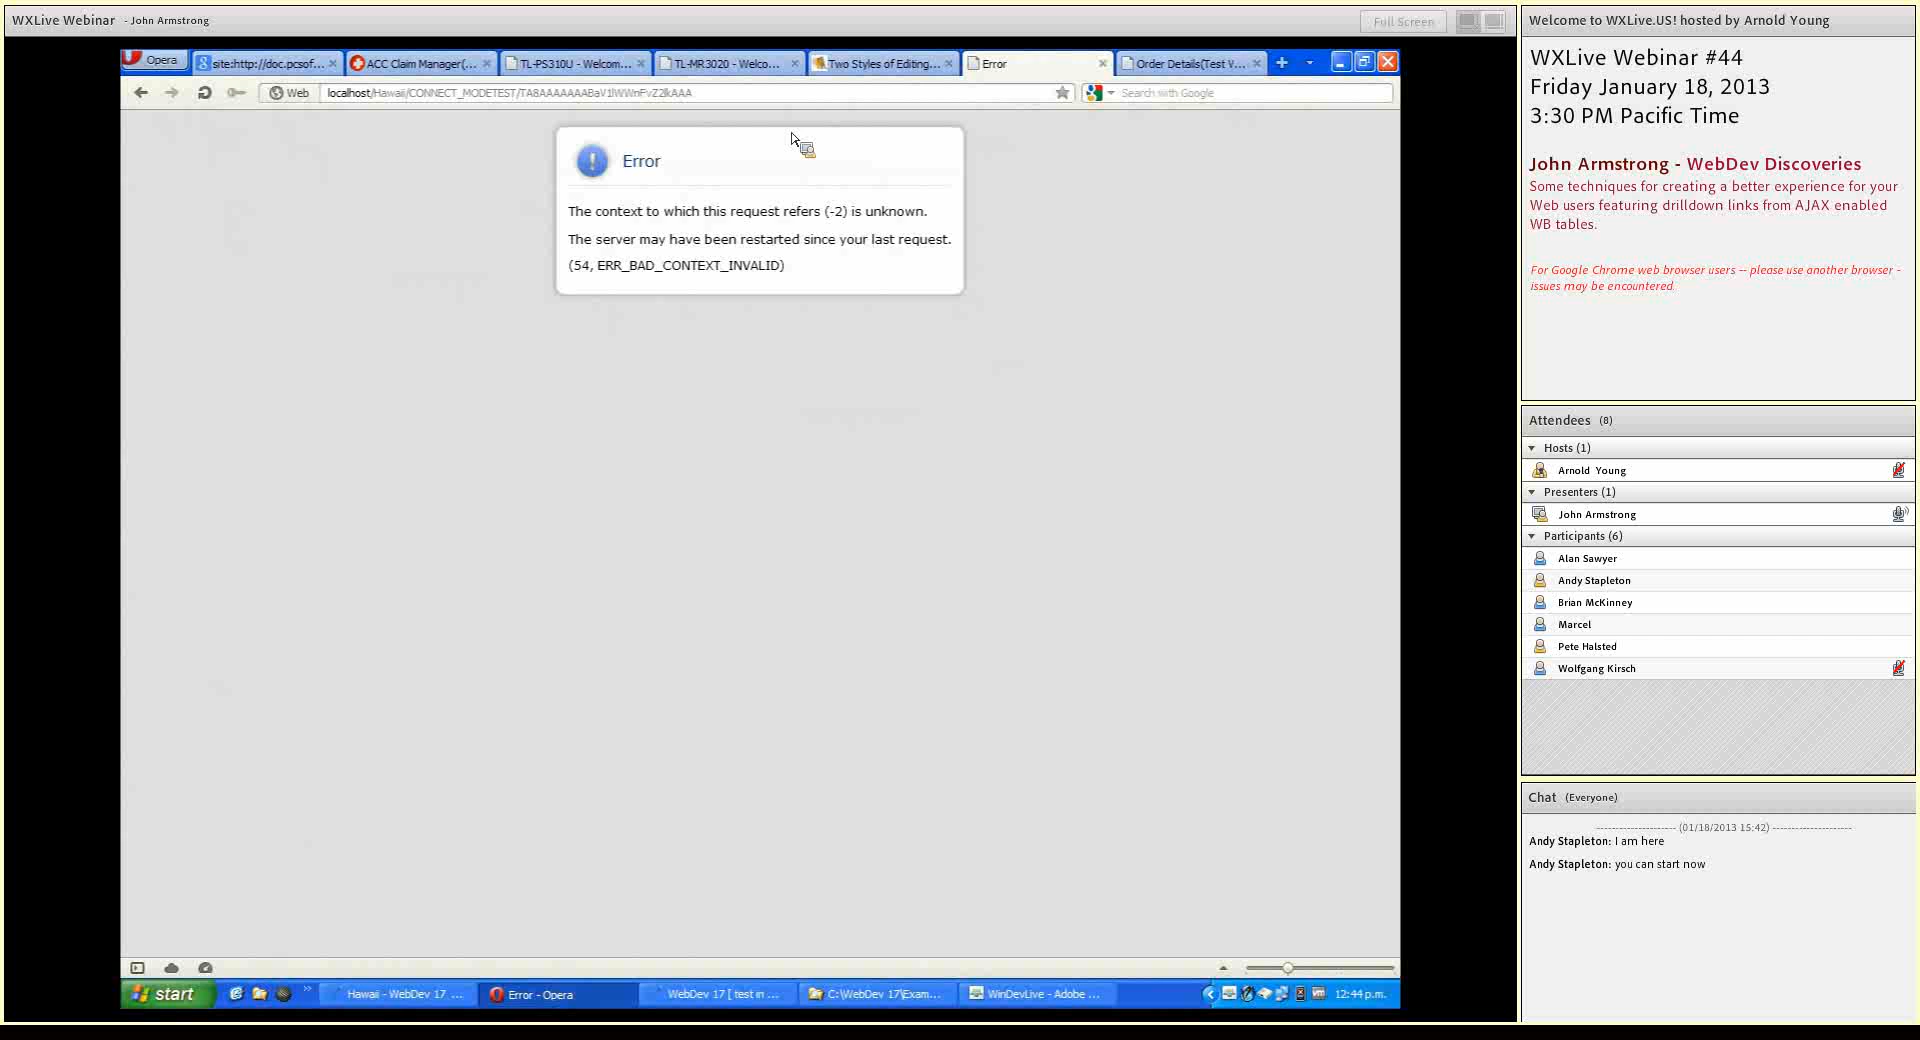 WXLive Webinar - John Armstrong
Full Screen
Opera
site:http://doc.pcsof...
ACC Claim Manager(...
TL-PS310U - Welcom...
TL-MR3020 - Welco...
Two Styles of Editing...
Error
Order Details(Test V...
Web
localhost/Hawaii/CONNECT_MODETEST/
Search with Google
Error
The context to which this request refers (-2) is unknown.
The server may have been restarted since your last request.
(54, ERR_BAD_CONTEXT_INVALID)
start
Hawaii - WebDev 17 ...
Error - Opera
WebDev 17 [ test in ...
C:\WebDev 17\Exam...
WinDevLive - Adobe ...
12:44 p.m.
Welcome to WXLive.US! hosted by Arnold Young
WXLive Webinar #44
Friday January 18, 2013
3:30 PM Pacific Time
John Armstrong - WebDev Discoveries
Some techniques for creating a better experience for your
Web users featuring drilldown links from AJAX enabled
WB tables.
For Google Chrome web browser users -- please use another browser -
issues may be encountered.
Attendees (8)
Hosts (1)
Arnold Young
Presenters (1)
John Armstrong
Participants (6)
Alan Sawyer
Andy Stapleton
Brian McKinney
Marcel
Pete Halsted
Wolfgang Kirsch
Chat (Everyone)
---------------------- (01/18/2013 15:42) ----------------------
Andy Stapleton: I am here
Andy Stapleton: you can start now